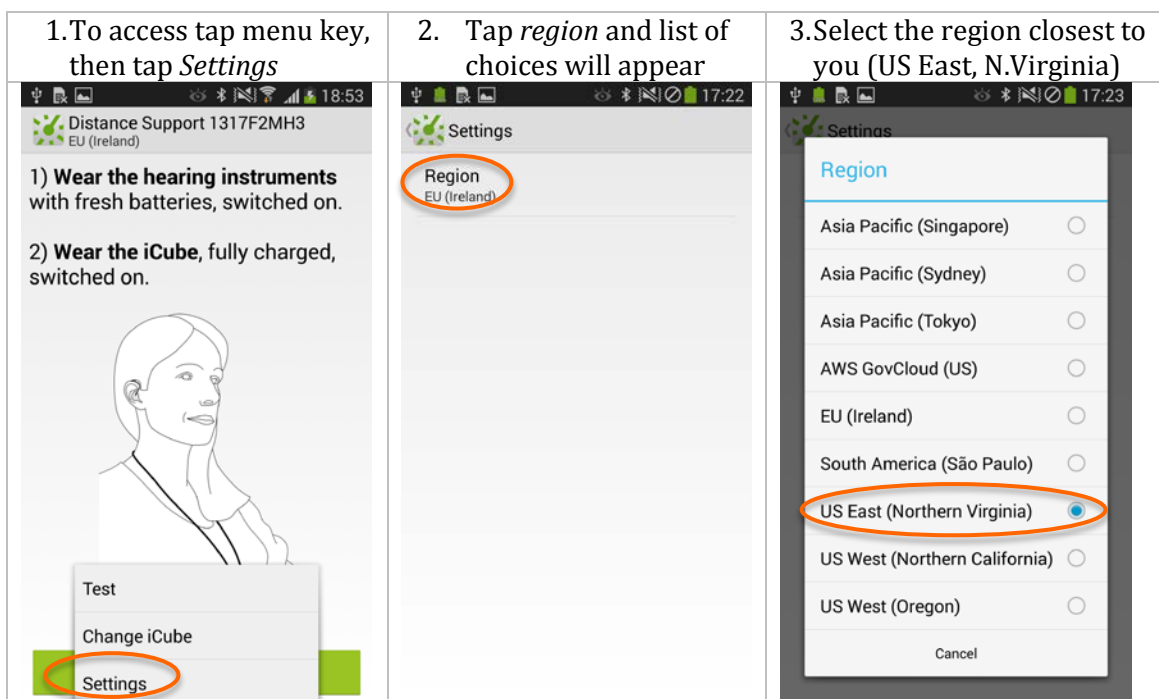 1.To access tap menu key,
then tap Settings
2. Tap region and list of
choices will appear
3.Select the region closest to
you (US East, N.Virginia)
18:53
Distance Support 1317F2MH3
EU (Ireland)
1) Wear the hearing instruments
with fresh batteries, switched on.
2) Wear the iCube, fully charged,
switched on.
Test
Change iCube
Settings
17:22
Settings
Region
EU (Ireland)
17:23
Settings
Region
Asia Pacific (Singapore)
Asia Pacific (Sydney)
Asia Pacific (Tokyo)
AWS GovCloud (US)
EU (Ireland)
South America (São Paulo)
US East (Northern Virginia)
US West (Northern California)
US West (Oregon)
Cancel